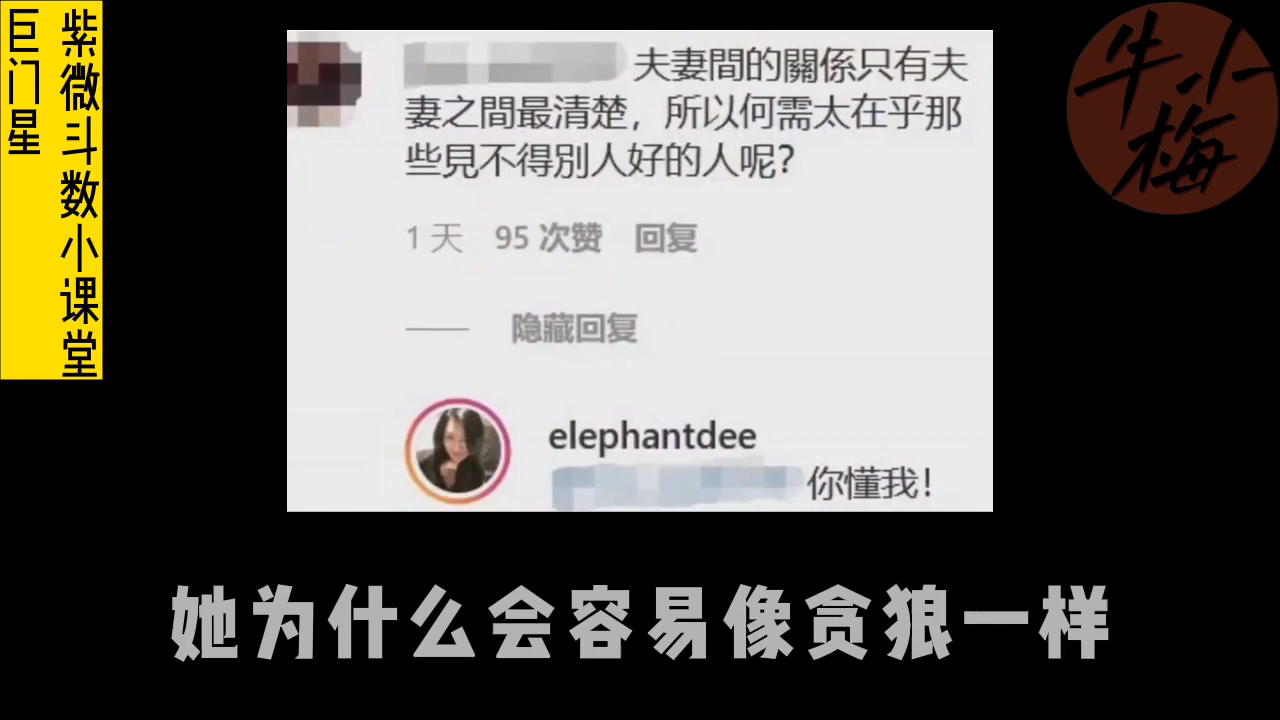 紫微斗数小课堂
巨门星
牛小梅
夫妻間的關係只有夫
妻之間最清楚，所以何需太在乎那
些見不得別人好的人呢？
1 天 95 次赞 回复
隐藏回复
elephantdee
你懂我！
她为什么会容易像贪狼一样